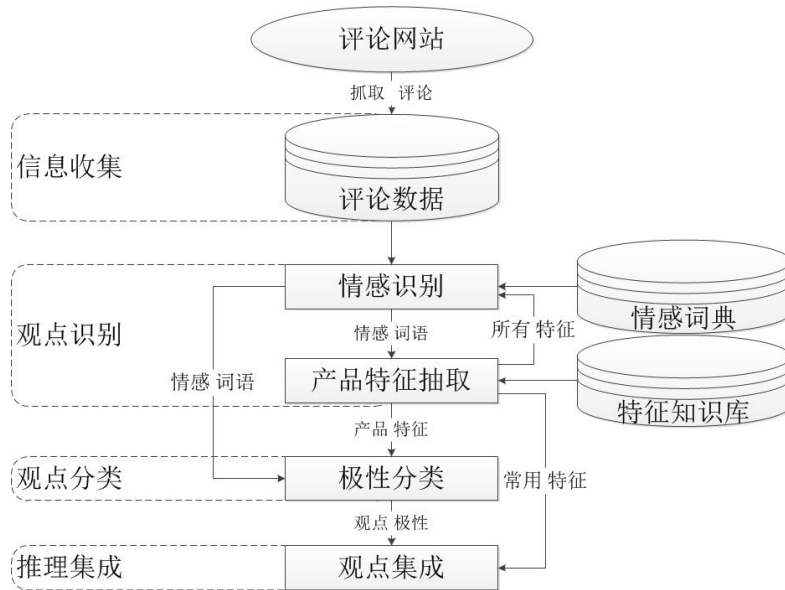 评论网站
抓取 评论
信息收集
评论数据
情感识别
情感词典
观点识别
情感 词语
所有 特征
情感 词语
产品特征抽取
特征知识库
产品 特征
观点分类
极性分类
常用 特征
观点 极性
推理集成
观点集成